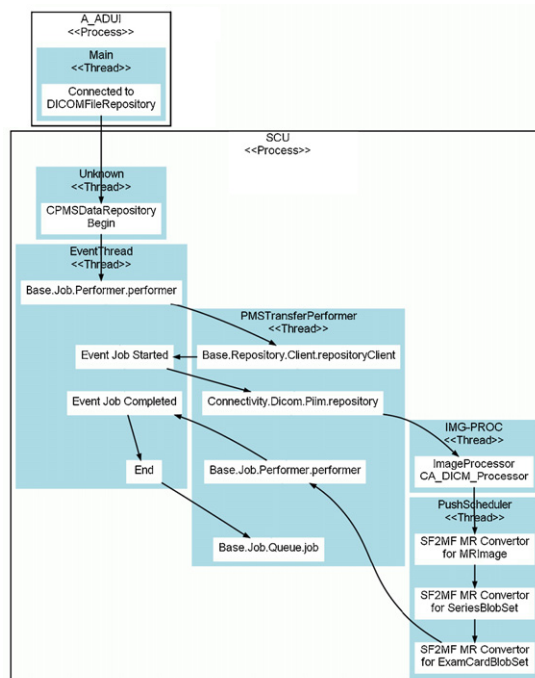 A_ADUI
<<Process>>
Main
<<Thread>>
Connected to
DICOMFileRepository
SCU
<<Process>>
Unknown
<<Thread>>
CPMSDataRepository
Begin
EventThread
<<Thread>>
Base.Job.Performer.performer
PMSTransferPerformer
<<Thread>>
Event Job Started
Base.Repository.Client.repositoryClient
Event Job Completed
Connectivity.Dicom.Piim.repository
IMG-PROC
<<Thread>>
End
Base.Job.Performer.performer
ImageProcessor
CA_DICM_Processor
PushScheduler
<<Thread>>
Base.Job.Queue.job
SF2MF MR Convertor
for MRImage
SF2MF MR Convertor
for SeriesBlobSet
SF2MF MR Convertor
for ExamCardBlobSet